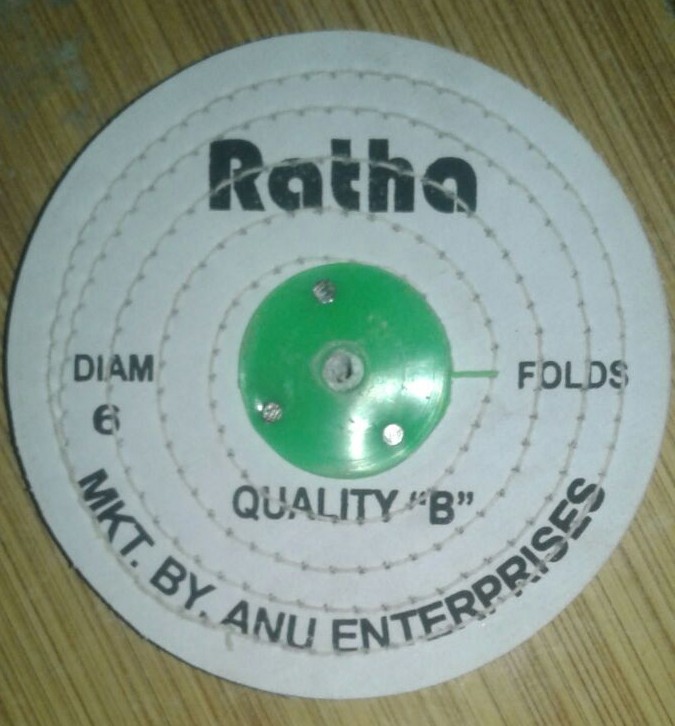 Ratha
DIAM
6
FOLDS
QUALITY "B"
MKT. BY. ANU ENTERPRISES